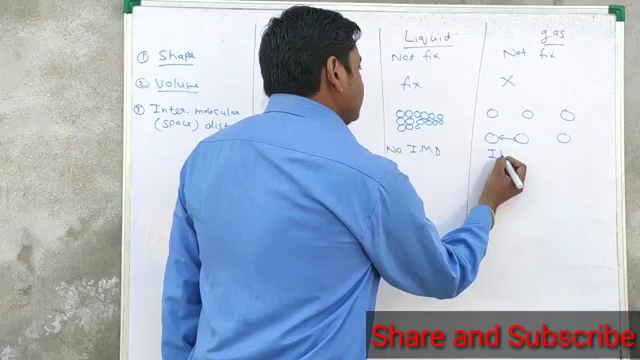 Liquid
gas
① Shape
Not fix
Not fix
② Volume
fix
X
③ Inter molecular
(space) dist
No I.M D
I
Share and Subscribe